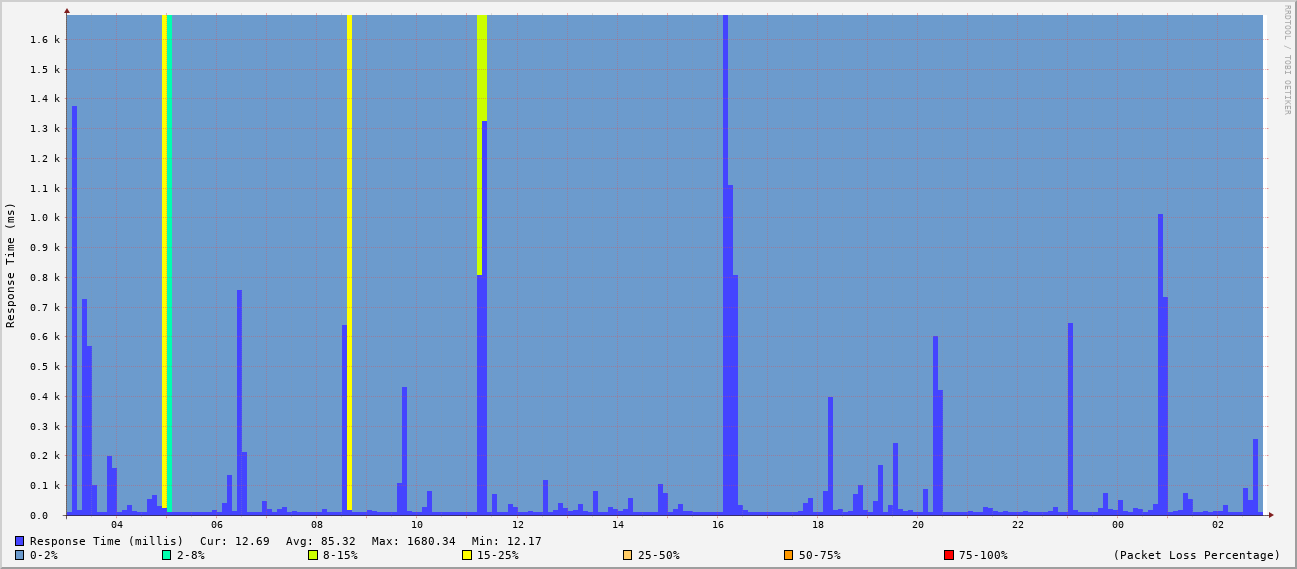 RRDTOOL / TOBI OETIKER
Response Time (ms)
1.6 k
1.5 k
1.4 k
1.3 k
1.2 k
1.1 k
1.0 k
0.9 k
0.8 k
0.7 k
0.6 k
0.5 k
0.4 k
0.3 k
0.2 k
0.1 k
0.0
04 06 08 10 12 14 16 18 20 22 00 02
Response Time (millis) Cur: 12.69 Avg: 85.32 Max: 1680.34 Min: 12.17
0-2% 2-8% 8-15% 15-25% 25-50% 50-75% 75-100% (Packet Loss Percentage)